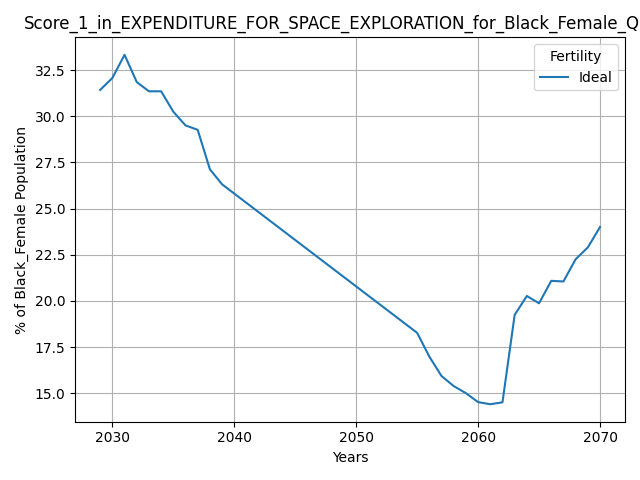 Score_1_in_EXPENDITURE_FOR_SPACE_EXPLORATION_for_Black_Female_Q
Fertility
Ideal
% of Black_Female Population
32.5
30.0
27.5
25.0
22.5
20.0
17.5
15.0
2030 2040 2050 2060 2070
Years